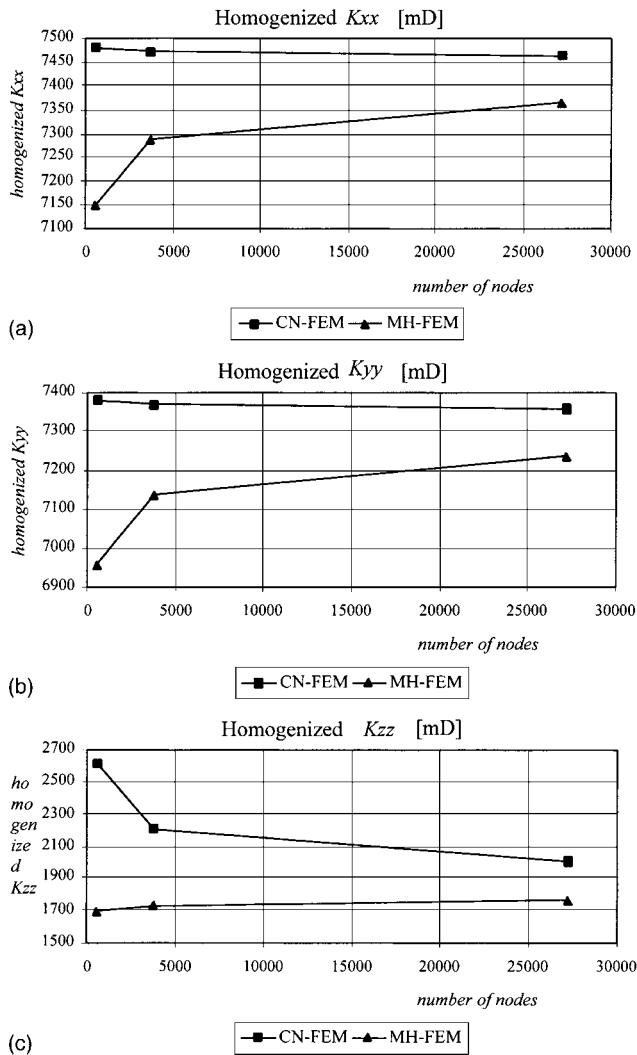 Homogenized Kxx [mD]
7500
7450
7400
7350
7300
7250
7200
7150
7100
homogenized Kxx
0 5000 10000 15000 20000 25000 30000
number of nodes
(a)
CN-FEM MH-FEM
Homogenized Kyy [mD]
7400
7300
7200
7100
7000
6900
homogenized Kyy
0 5000 10000 15000 20000 25000 30000
number of nodes
(b)
CN-FEM MH-FEM
Homogenized Kzz [mD]
2700
2500
2300
2100
1900
1700
1500
ho
mo
gen
ize
d
Kzz
0 5000 10000 15000 20000 25000 30000
number of nodes
(c)
CN-FEM MH-FEM